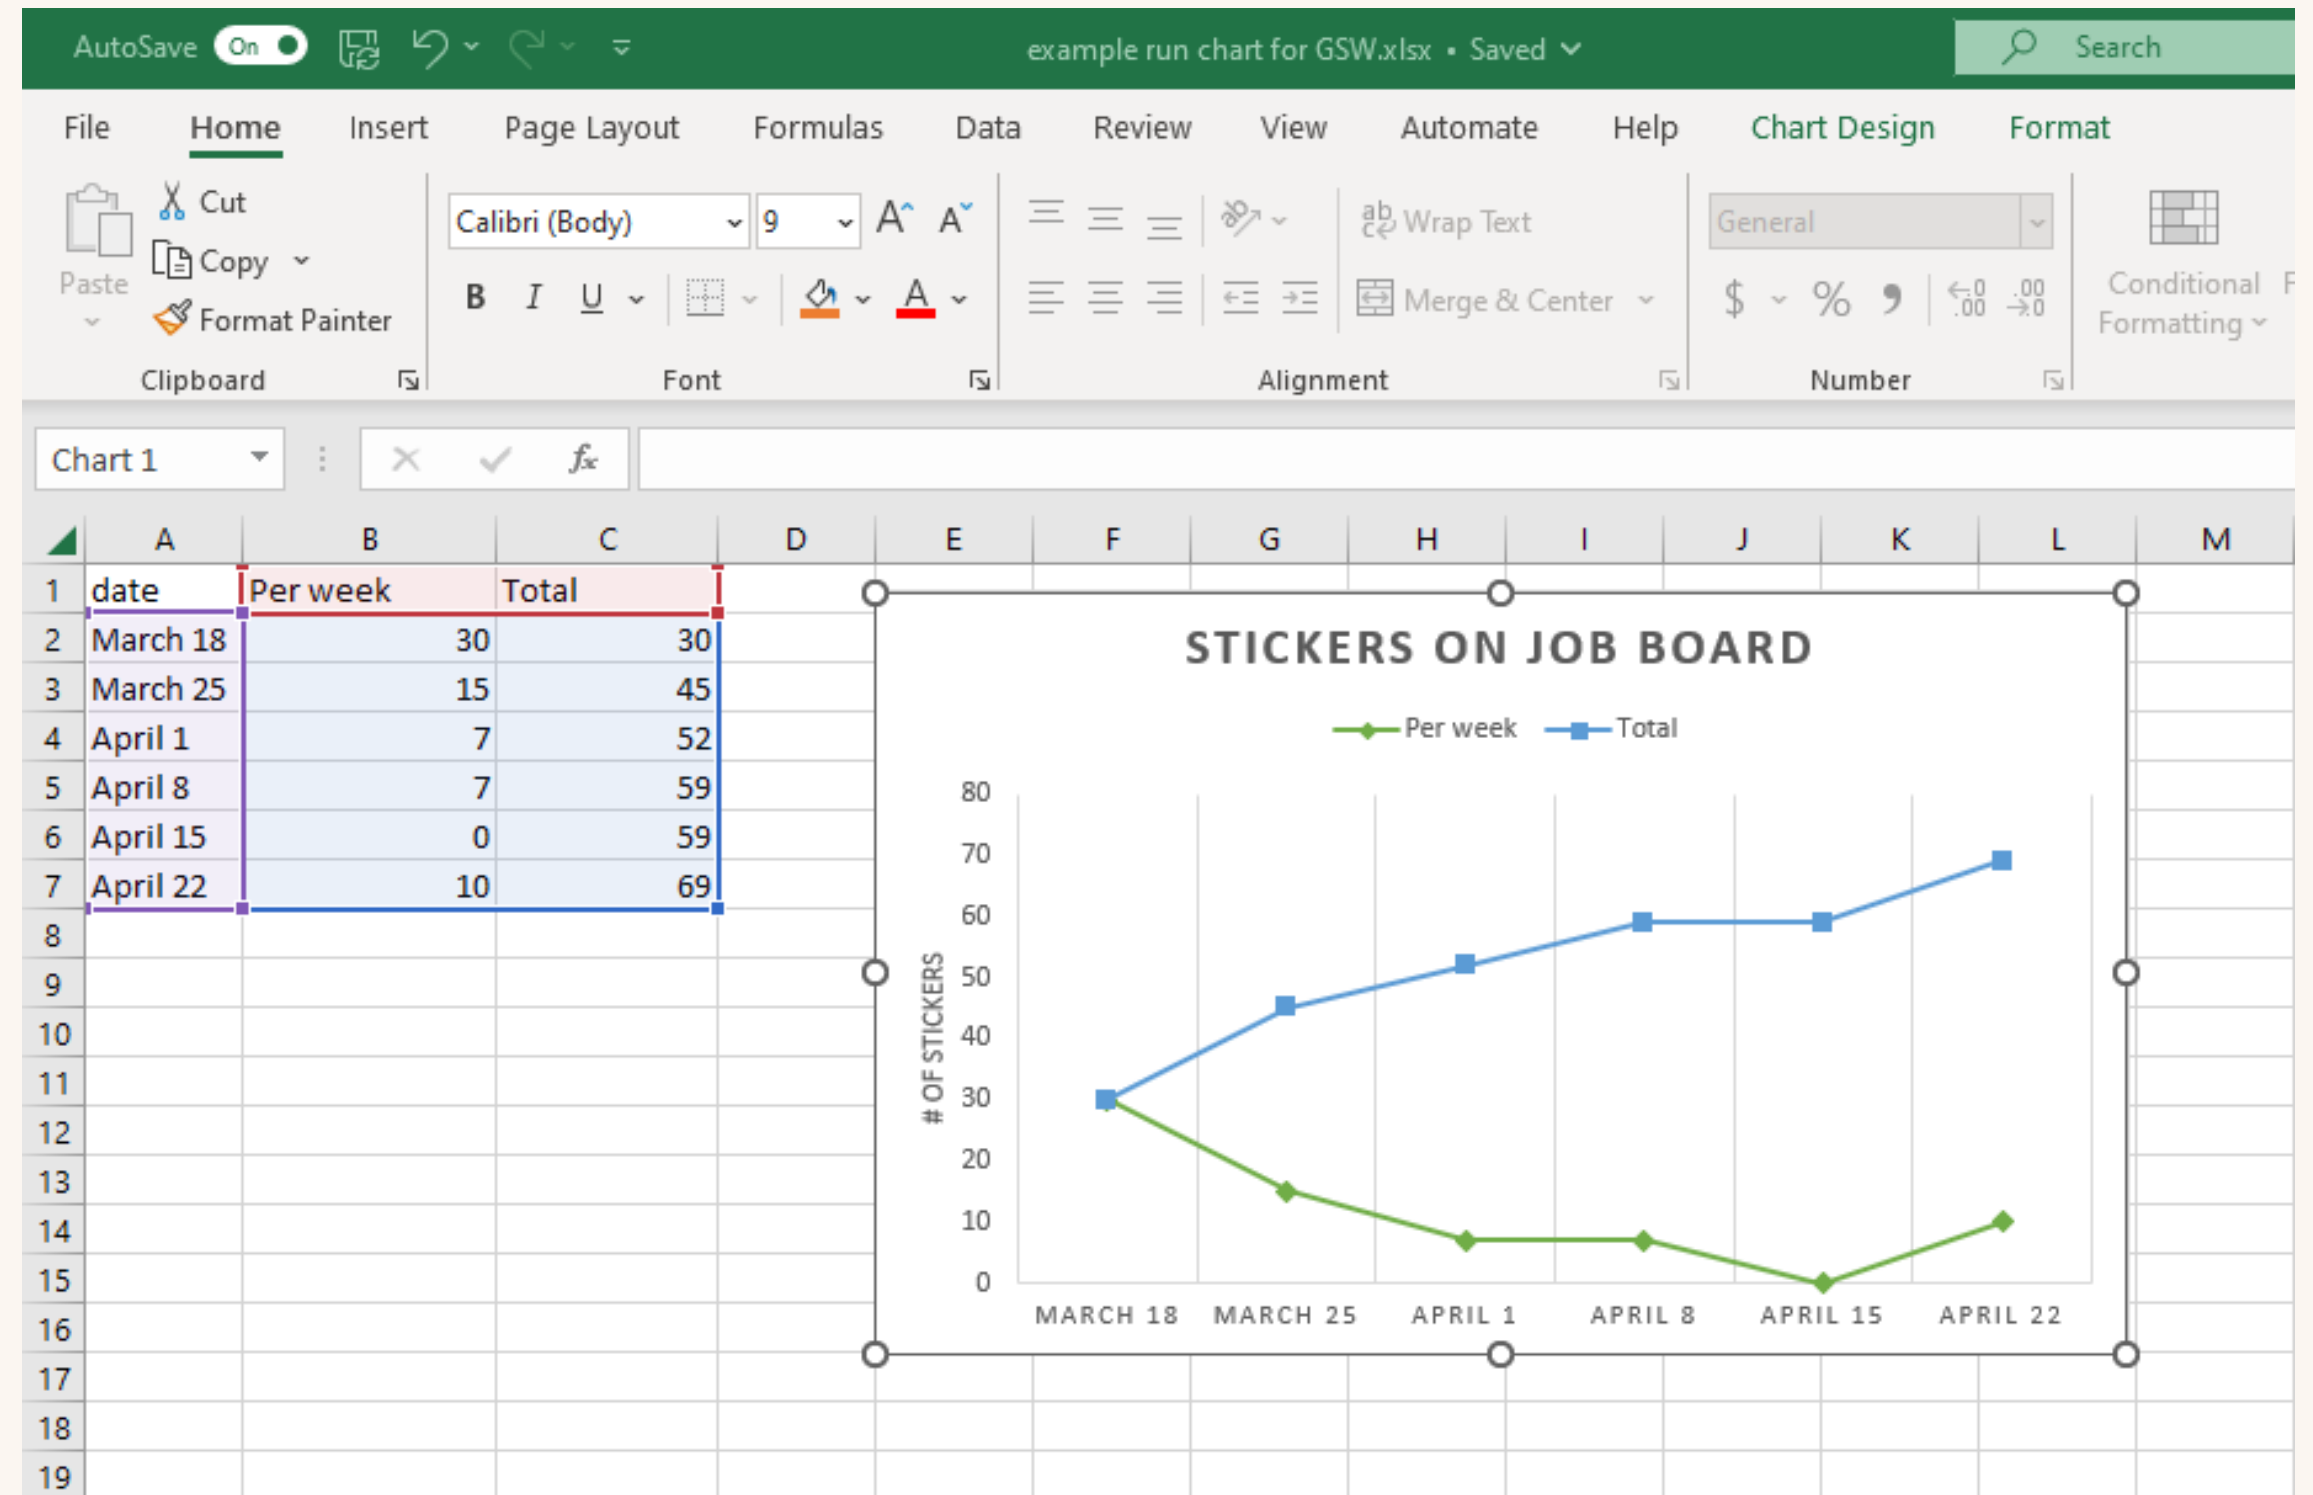 AutoSave On example run chart for GSW.xlsx • Saved Search
File Home Insert Page Layout Formulas Data Review View Automate Help Chart Design Format
Cut
Copy
Paste
Format Painter
Clipboard
Calibri (Body) 9 A A
B I U A
Font
ab Wrap Text
Merge & Center
Alignment
General
$ % , .00 .00
Number
Conditional F
Formatting
Chart 1 fx
A B C D E F G H I J K L M
1 date Per week Total
2 March 18 30 30
3 March 25 15 45
4 April 1 7 52
5 April 8 7 59
6 April 15 0 59
7 April 22 10 69
8
9
10
11
12
13
14
15
16
17
18
19
STICKERS ON JOB BOARD
Per week Total
# OF STICKERS
80
70
60
50
40
30
20
10
0
MARCH 18 MARCH 25 APRIL 1 APRIL 8 APRIL 15 APRIL 22